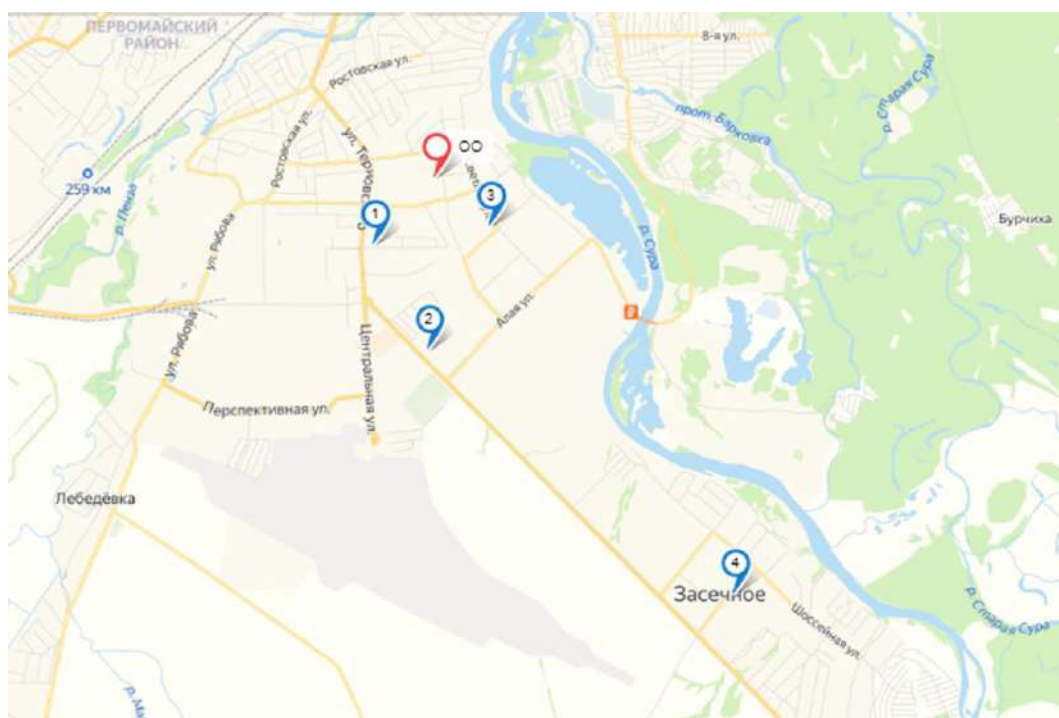 ПЕРВОМАЙСКИЙ
РАЙОН
8-я ул.
Ростовская ул.
р. Старая Сура
прот. Барковка
ул. Терновского
OO
Ростовская ул.
259 км
р. Пенза
3
1
ул. Рябова
р. Сура
Бурчиха
2
Алая ул.
ул. Рябова
Центральная ул.
Перспективная ул.
Лебедёвка
4
Засечное
Шоссейная ул.
р. Старая Сура